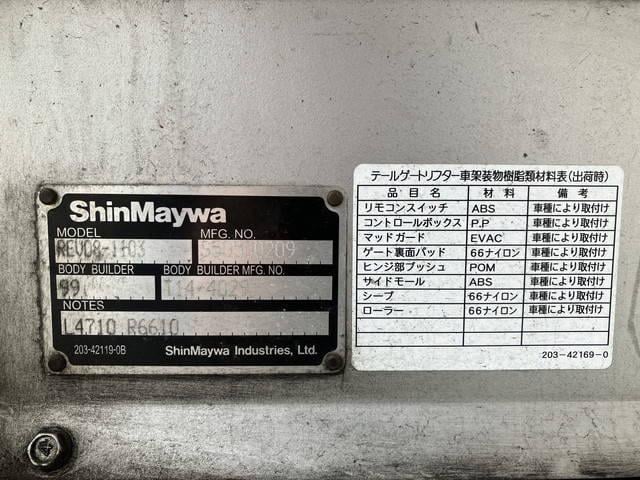 ShinMaywa
MODEL
MFG. NO.
REV08-1103
BODY BUILDER
BODY BUILDER MFG. NO.
99
NOTES
L4710 R6610
203-42119-0B
ShinMaywa Industries, Ltd.
テールゲートリフター車架装物樹脂類材料表(出荷時)
品名 材料 備考
リモコンスイッチ ABS 車種により取付け
コントロールボックス P.P 車種により取付け
マッドガード EVAC 車種により取付け
ゲート裏面パッド 66ナイロン 車種により取付け
ヒンジ部ブッシュ POM 車種により取付け
サイドモール ABS 車種により取付け
シーブ 66ナイロン 車種により取付け
ローラー 66ナイロン 車種により取付け
203-42169-0